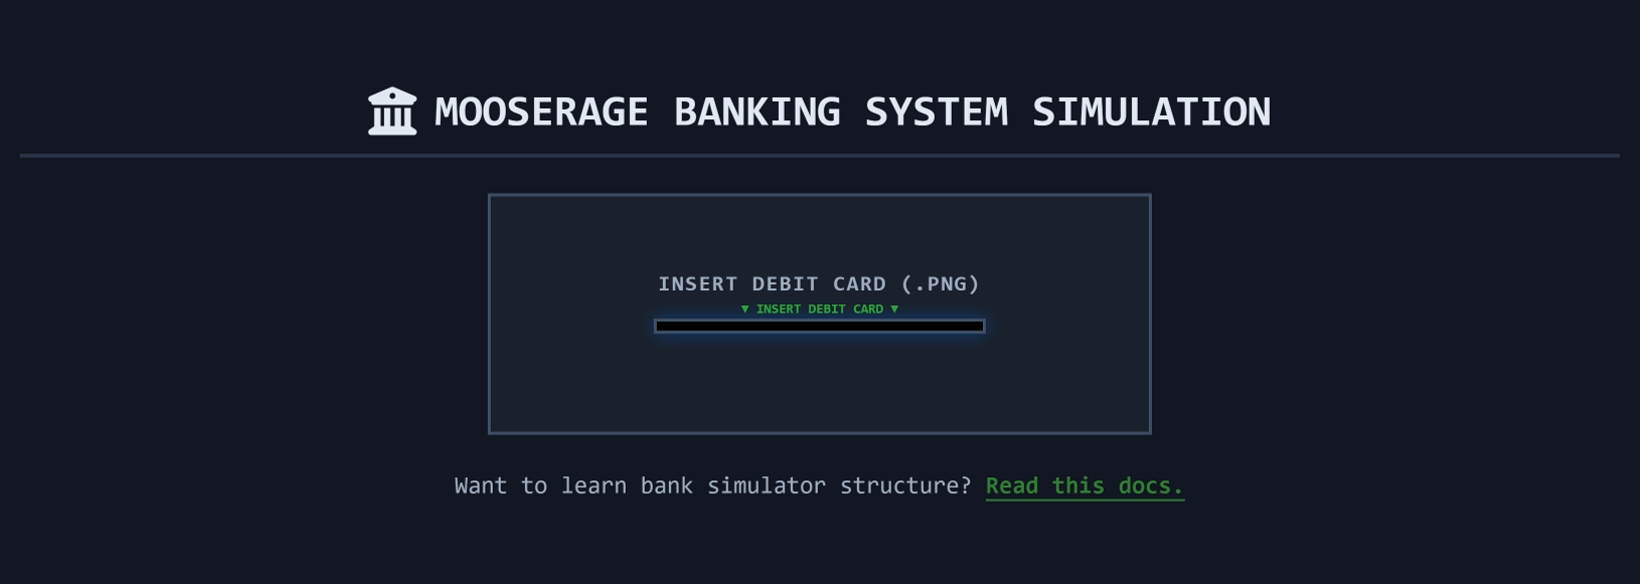 MOOSERAGE BANKING SYSTEM SIMULATION
INSERT DEBIT CARD (.PNG)
▼ INSERT DEBIT CARD ▼
Want to learn bank simulator structure? Read this docs.